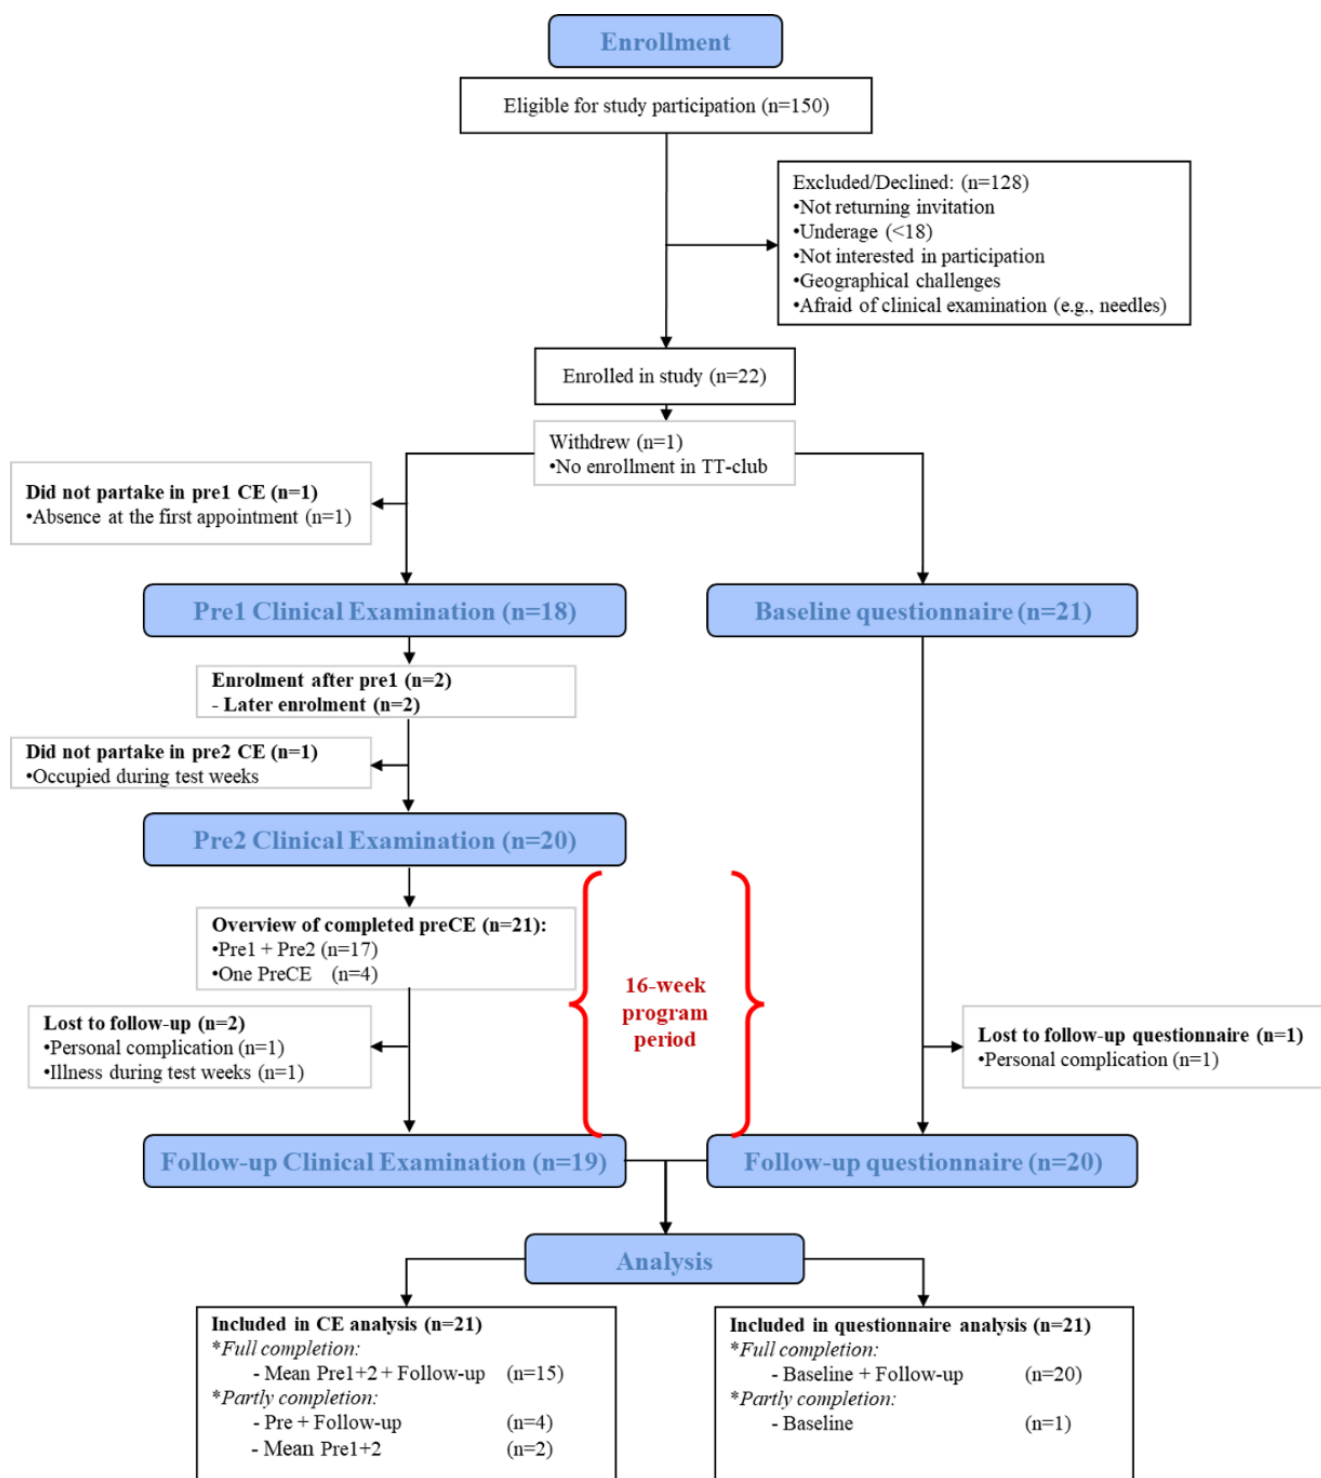 Enrollment
Eligible for study participation (n=150)
Excluded/Declined: (n=128)
•Not returning invitation
•Underage (<18)
•Not interested in participation
•Geographical challenges
•Afraid of clinical examination (e.g., needles)
Enrolled in study (n=22)
Withdrew (n=1)
•No enrollment in TT-club
Did not partake in pre1 CE (n=1)
•Absence at the first appointment (n=1)
Pre1 Clinical Examination (n=18)
Baseline questionnaire (n=21)
Enrolment after pre1 (n=2)
- Later enrolment (n=2)
Did not partake in pre2 CE (n=1)
•Occupied during test weeks
Pre2 Clinical Examination (n=20)
Overview of completed preCE (n=21):
•Pre1 + Pre2 (n=17)
•One PreCE (n=4)
16-week
program
period
Lost to follow-up (n=2)
•Personal complication (n=1)
•Illness during test weeks (n=1)
Lost to follow-up questionnaire (n=1)
•Personal complication (n=1)
Follow-up Clinical Examination (n=19)
Follow-up questionnaire (n=20)
Analysis
Included in CE analysis (n=21)
*Full completion:
- Mean Pre1+2 + Follow-up (n=15)
*Partly completion:
- Pre + Follow-up (n=4)
- Mean Pre1+2 (n=2)
Included in questionnaire analysis (n=21)
*Full completion:
- Baseline + Follow-up (n=20)
*Partly completion:
- Baseline (n=1)